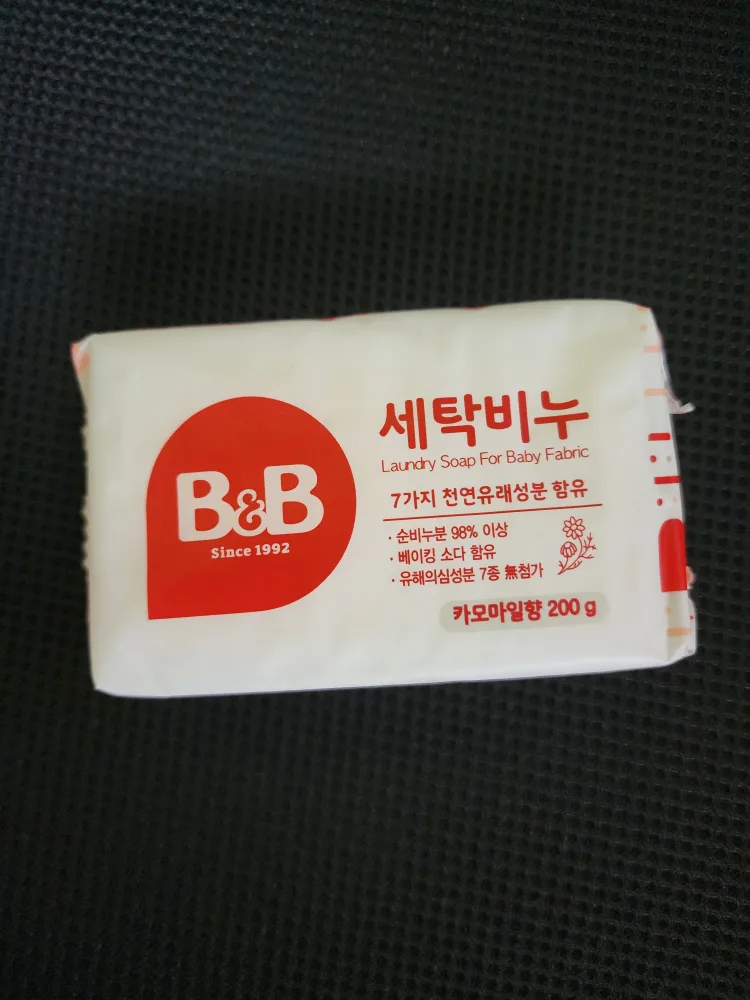 B&B
Since 1992
세탁비누
Laundry Soap For Baby Fabric
7가지 천연유래성분 함유
· 순비누분 98% 이상
· 베이킹 소다 함유
· 유해의심성분 7종 無첨가
카모마일향 200 g